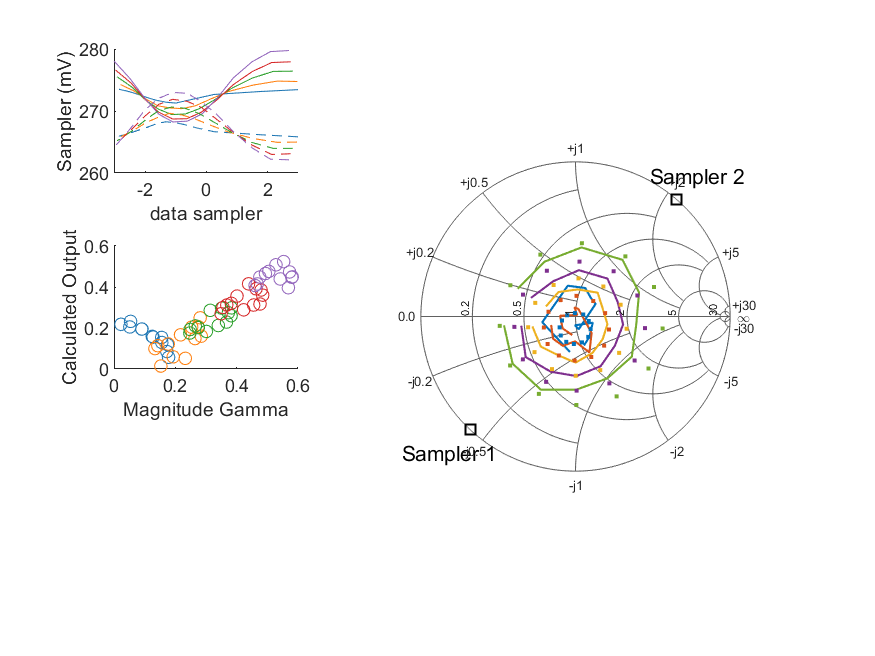 280
270
260
Sampler (mV)
-2
0
2
data sampler
0.6
0.4
0.2
0
Calculated Output
0
0.2
0.4
0.6
Magnitude Gamma
+j1
+j0.5
+j2
Sampler 2
+j0.2
+j5
0.0
0.2
0.5
1
2
5
30
+j30
∞
-j30
-j0.2
-j5
-j0.5
Sampler 1
-j2
-j1